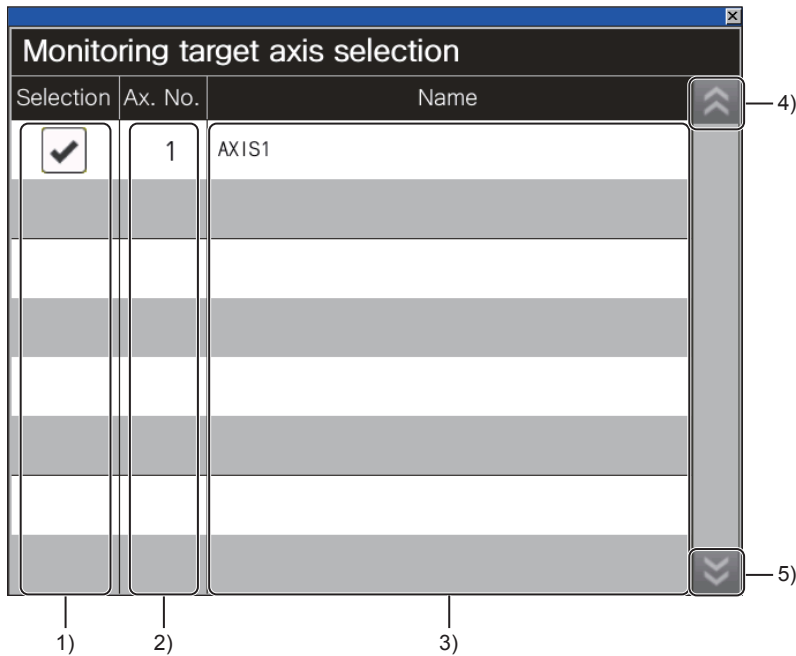 Monitoring target axis selection
Selection Ax. No. Name
4)
1 AXIS1
5)
1) 2) 3)